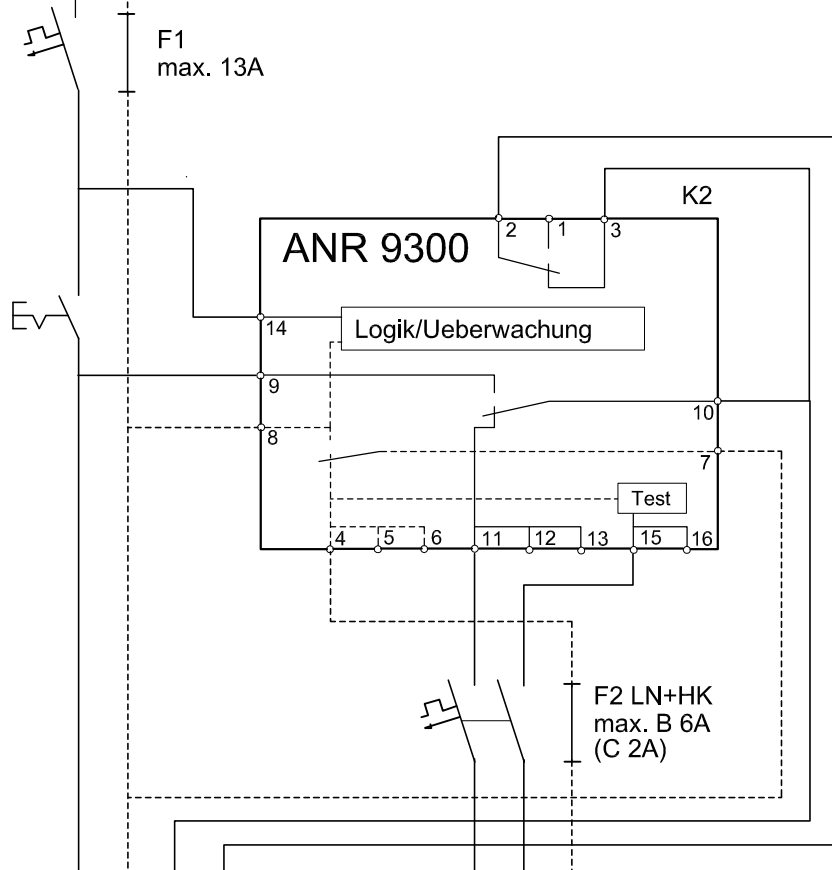 F1
max. 13A
K2
2 1 3
ANR 9300
14
Logik/Ueberwachung
9
10
8
7
Test
4 5 6 11 12 13 15 16
F2 LN+HK
max. B 6A
(C 2A)